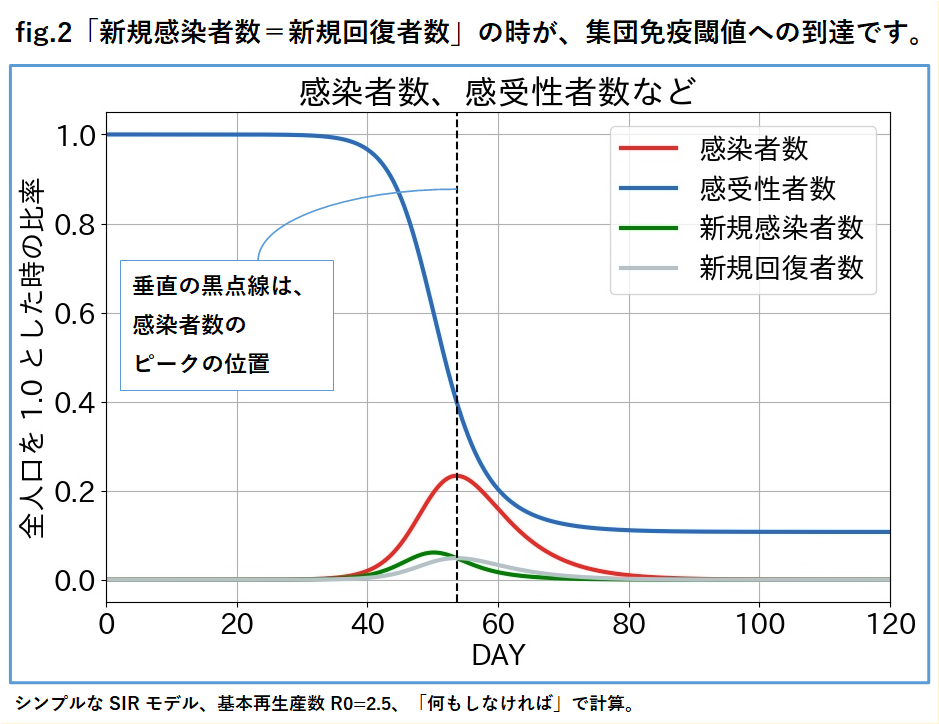 fig.2「新規感染者数＝新規回復者数」の時が、集団免疫閾値への到達です。
感染者数、感受性者数など
全人口を 1.0 とした時の比率
1.0
0.8
0.6
0.4
0.2
0.0
感染者数
感受性者数
新規感染者数
新規回復者数
垂直の黒点線は、
感染者数の
ピークの位置
0 20 40 60 80 100 120
DAY
シンプルな SIR モデル、基本再生産数 R0=2.5、「何もしなければ」で計算。